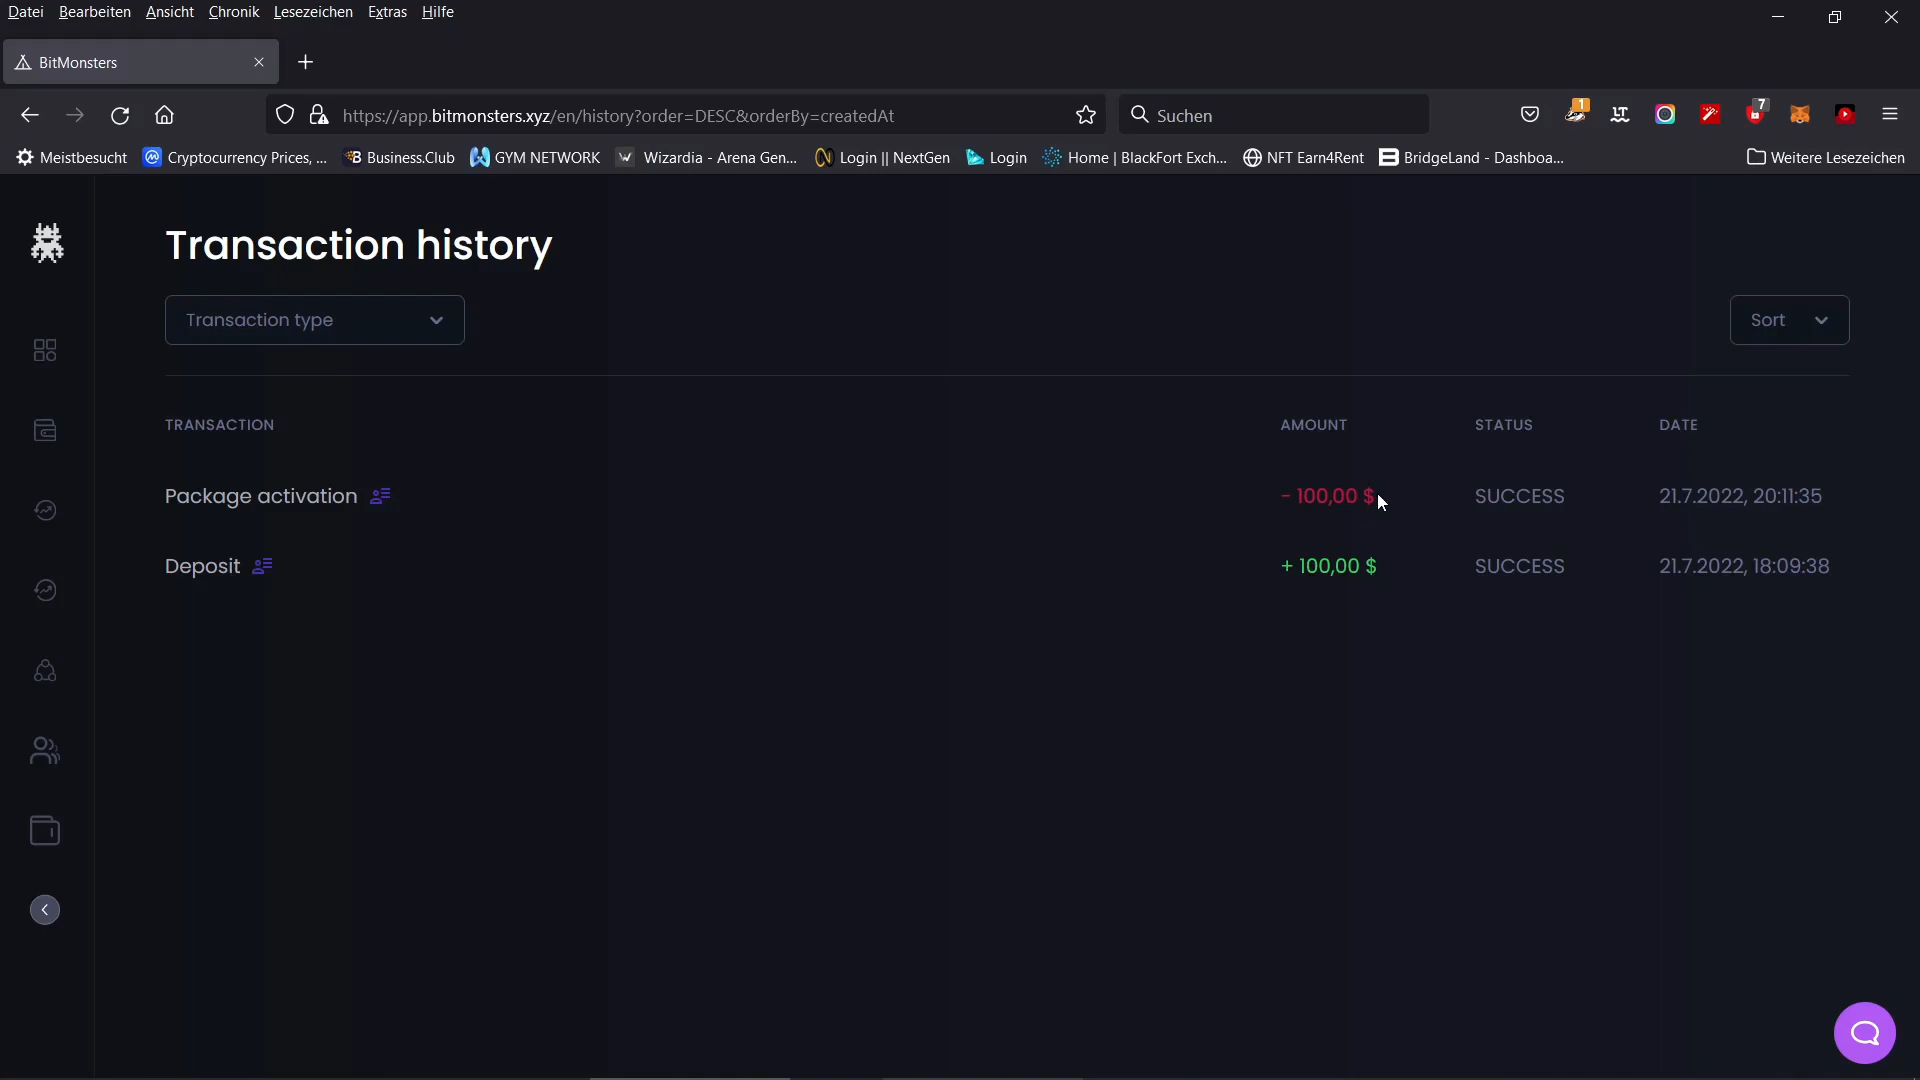 Datei Bearbeiten Ansicht Chronik Lesezeichen Extras Hilfe
BitMonsters
https://app.bitmonsters.xyz/en/history?order=DESC&orderBy=createdAt
Suchen
1
7
Meistbesucht Cryptocurrency Prices, ... Business.Club GYM NETWORK Wizardia - Arena Gen... Login || NextGen Login Home | BlackFort Exch... NFT Earn4Rent BridgeLand - Dashboa... Weitere Lesezeichen
Transaction history
Transaction type Sort
TRANSACTION AMOUNT STATUS DATE
Package activation - 100,00 $ SUCCESS 21.7.2022, 20:11:35
Deposit + 100,00 $ SUCCESS 21.7.2022, 18:09:38